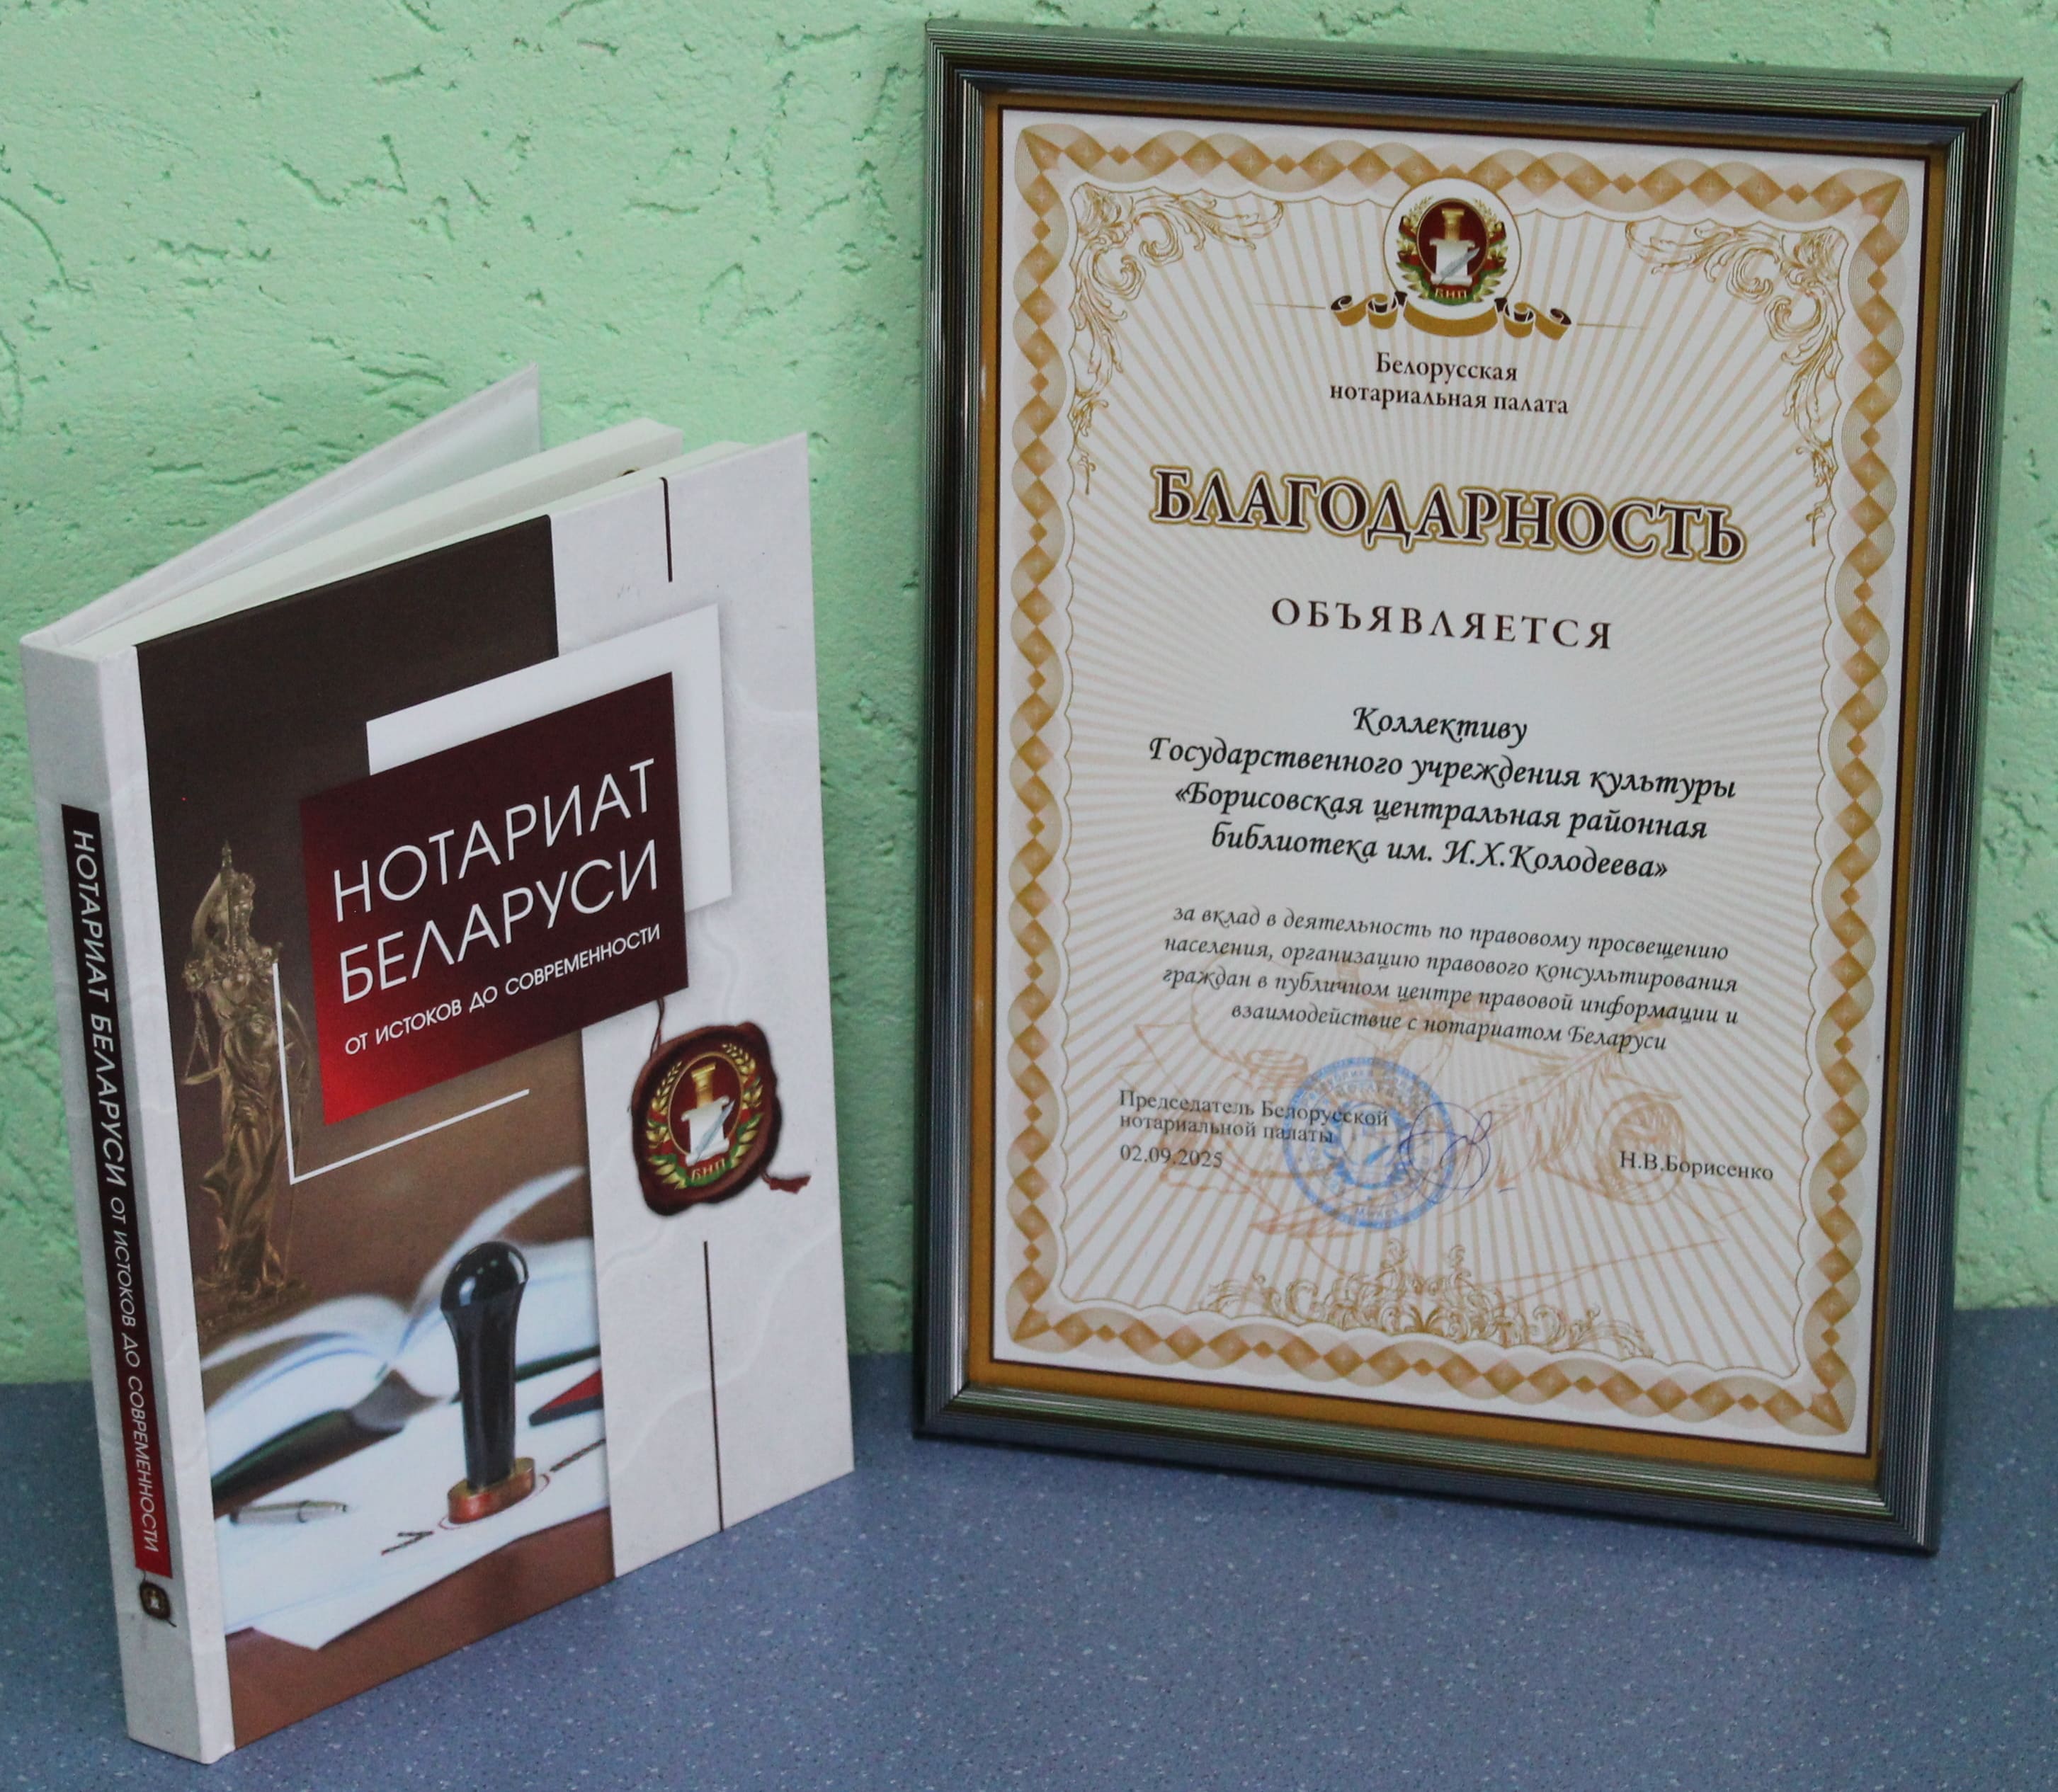 НОТАРИАТ БЕЛАРУСИ ОТ ИСТОКОВ ДО СОВРЕМЕННОСТИ
НОТАРИАТ
БЕЛАРУСИ
ОТ ИСТОКОВ ДО СОВРЕМЕННОСТИ
БНП
БНП
Белорусская
нотариальная палата
БЛАГОДАРНОСТЬ
ОБЪЯВЛЯЕТСЯ
Коллективу
Государственного учреждения культуры
«Борисовская центральная районная
библиотека им. И.Х.Колодеева»
за вклад в деятельность по правовому просвещению
населения, организацию правового консультирования
граждан в публичном центре правовой информации и
взаимодействие с нотариатом Беларуси
Председатель Белорусской
нотариальной палаты
02.09.2025
Н.В.Борисенко